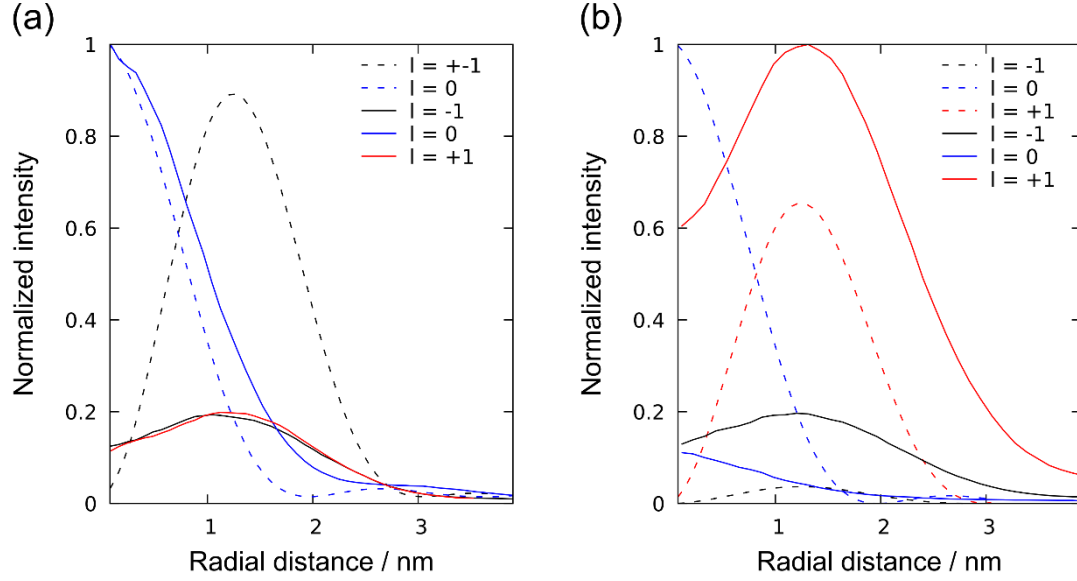 (a)
Normalized intensity
1
0.8
0.6
0.4
0.2
0
1
2
3
Radial distance / nm
l = +-1
l = 0
l = -1
l = 0
l = +1
(b)
Normalized intensity
1
0.8
0.6
0.4
0.2
0
1
2
3
Radial distance / nm
l = -1
l = 0
l = +1
l = -1
l = 0
l = +1